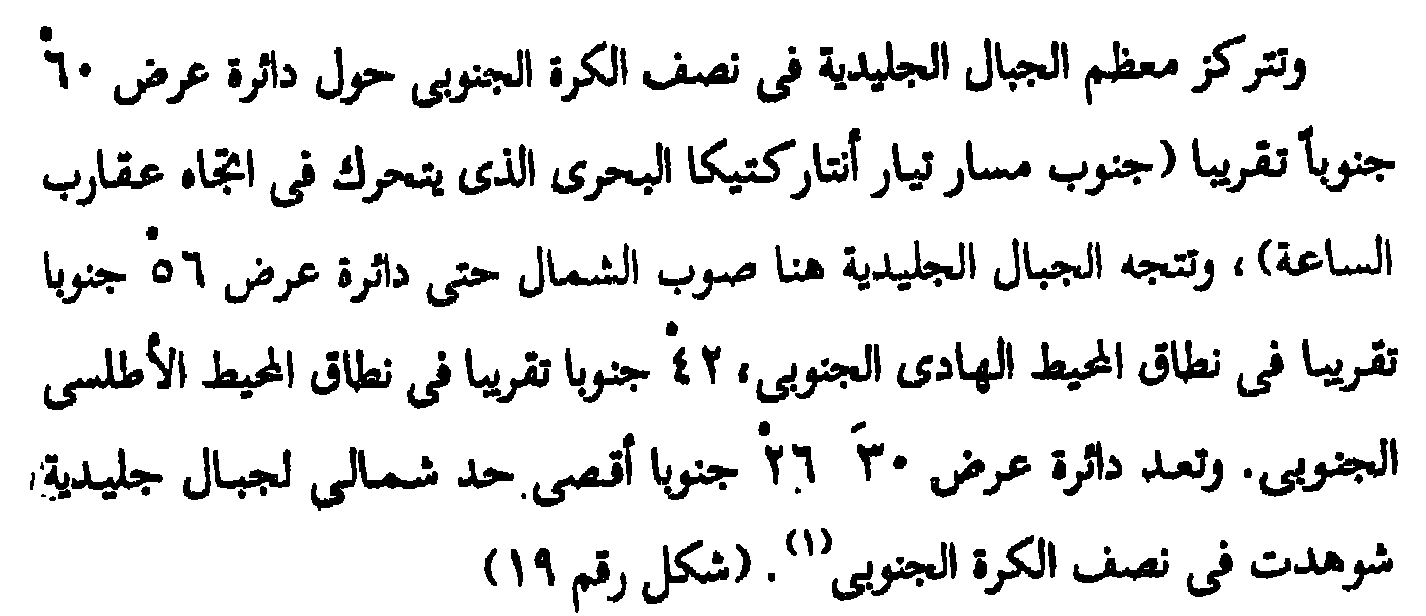 وتتركز معظم الجبال الجليدية فى نصف الكرة الجنوبى حول دائرة عرض ٦٠°
جنوباً تقريبا (جنوب مسار تيار أنتاركتيكا البحرى الذى يتحرك فى اتجاه عقارب
الساعة)، وتتجه الجبال الجليدية هنا صوب الشمال حتى دائرة عرض ٥٦° جنوبا
تقريبا فى نطاق المحيط الهادى الجنوبى، ٤٢° جنوبا تقريبا فى نطاق المحيط الأطلسى
الجنوبى. وتعد دائرة عرض ٣٠َ ٢٦° جنوبا أقصى حد شمالى لجبال جليدية
شوهدت فى نصف الكرة الجنوبى(١). (شكل رقم ١٩)